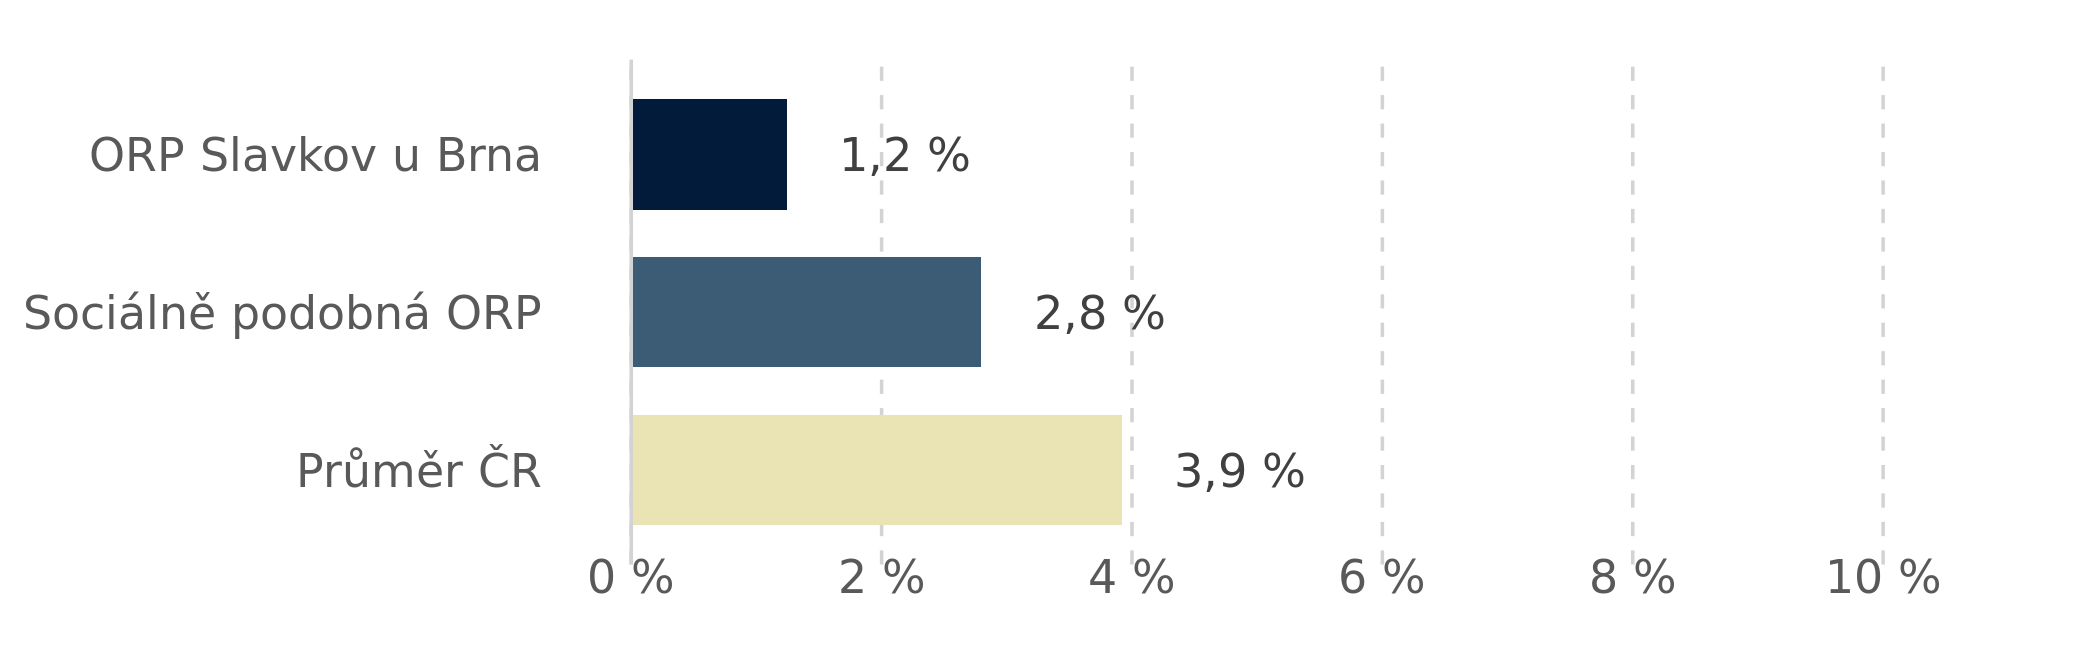 ORP Slavkov u Brna
1,2 %
Sociálně podobná ORP
2,8 %
Průměr ČR
3,9 %
0 % 2 % 4 % 6 % 8 % 10 %